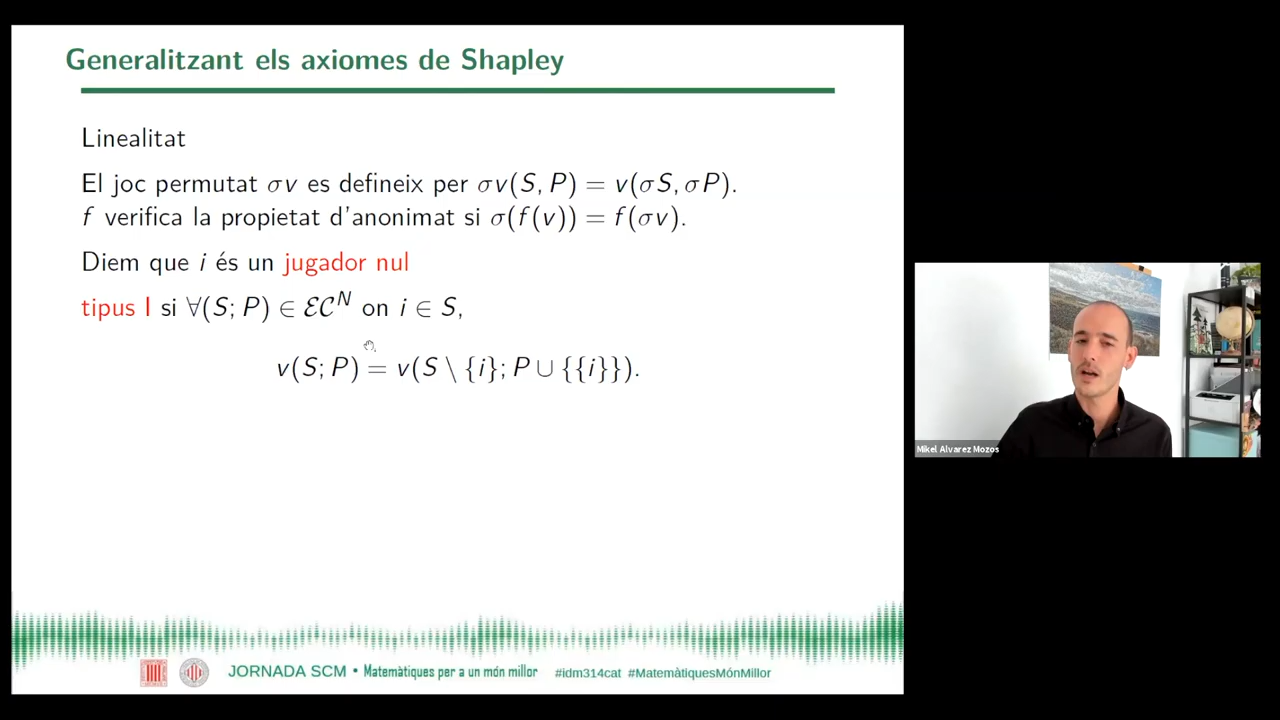 Generalitzant els axiomes de Shapley
Linealitat
El joc permutat σv es defineix per σv(S, P) = v(σS, σP).
f verifica la propietat d'anonimat si σ(f(v)) = f(σv).
Diem que i és un jugador nul
tipus I si ∀(S; P) ∈ ℰ𝒞^N on i ∈ S,
v(S; P) = v(S \ {i}; P ∪ {{i}}).
Mikel Alvarez Mozos
JORNADA SCM • Matemàtiques per a un món millor #idm314cat #MatemàtiquesMónMillor